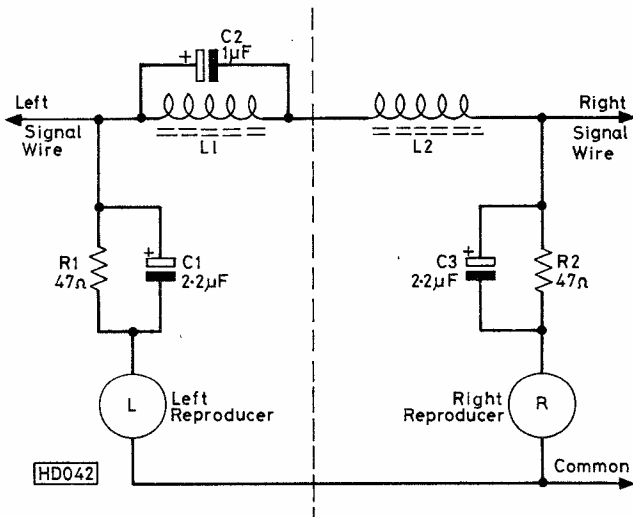 C2
+ 1µF
Left
Signal
Wire
L1
L2
Right
Signal
Wire
R1
47Ω
+
C1
2·2µF
C3
2·2µF
+
R2
47Ω
L
Left
Reproducer
Right
Reproducer
R
HD042
Common